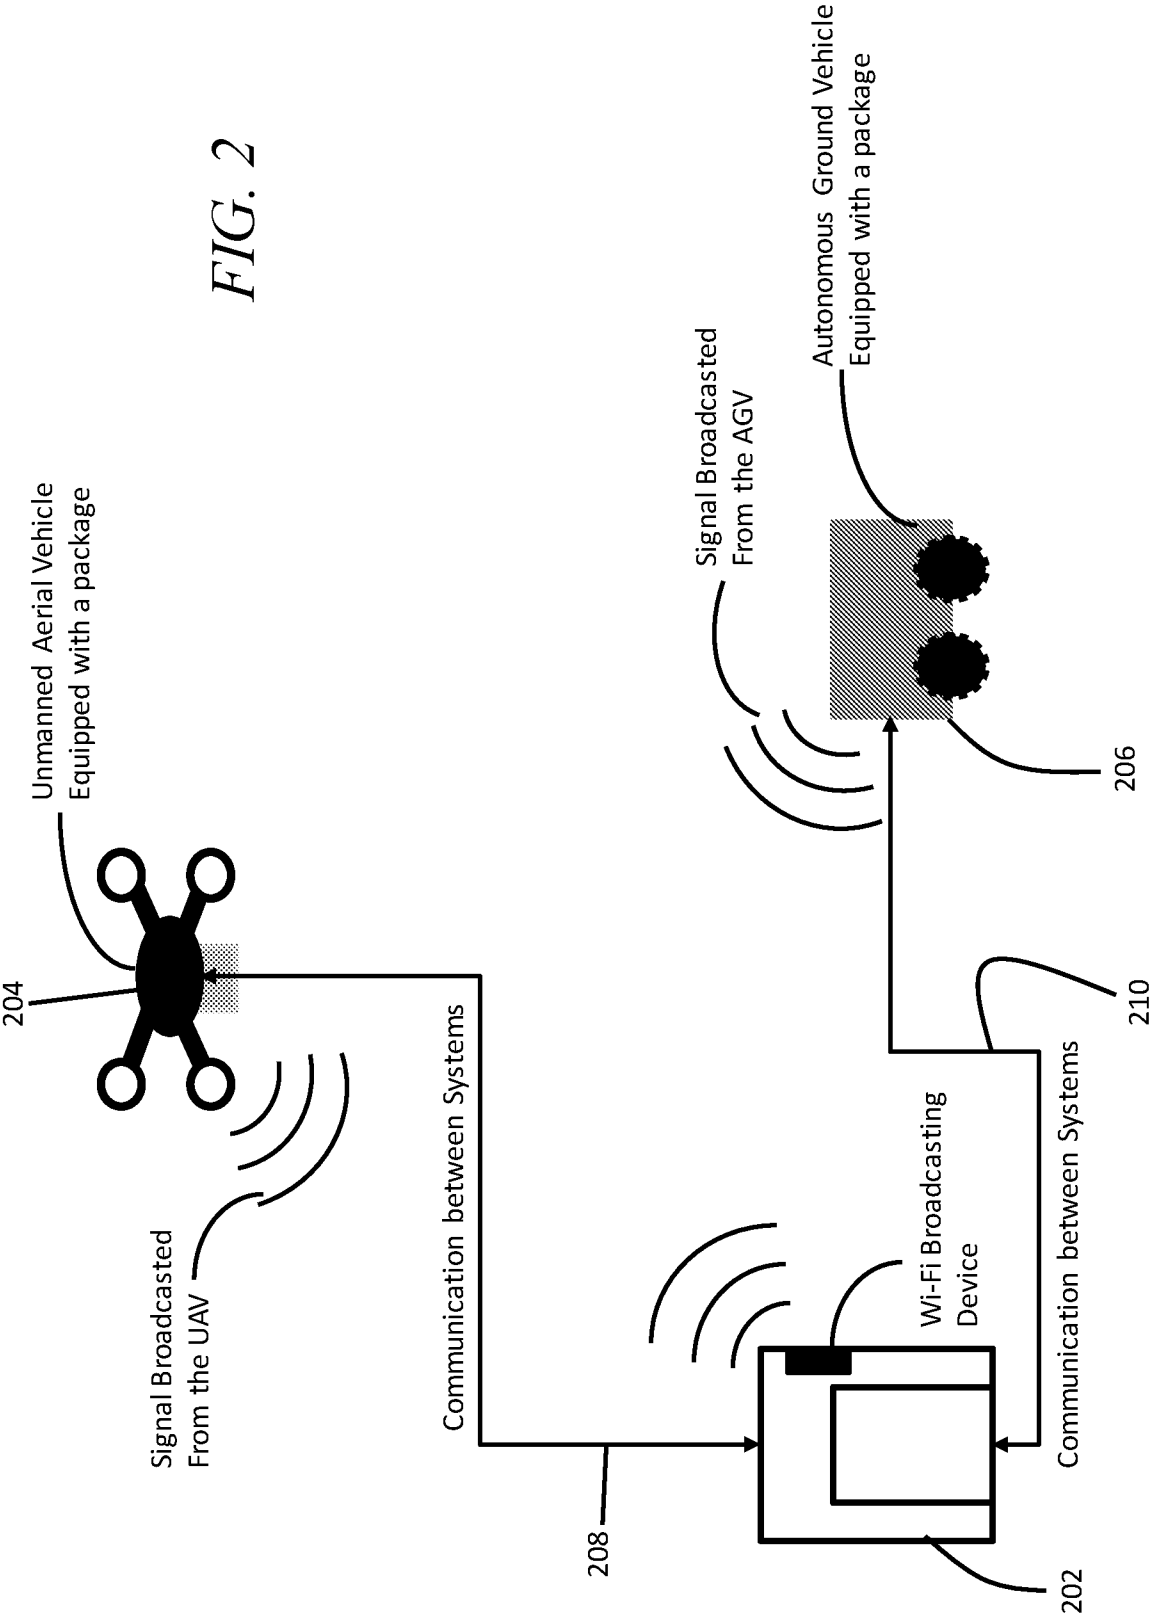 204
Unmanned Aerial Vehicle
Equipped with a package
FIG. 2
Signal Broadcasted
From the UAV
Communication between Systems
208
Signal Broadcasted
From the AGV
Autonomous Ground Vehicle
Equipped with a package
Wi-Fi Broadcasting
Device
206
210
Communication between Systems
202